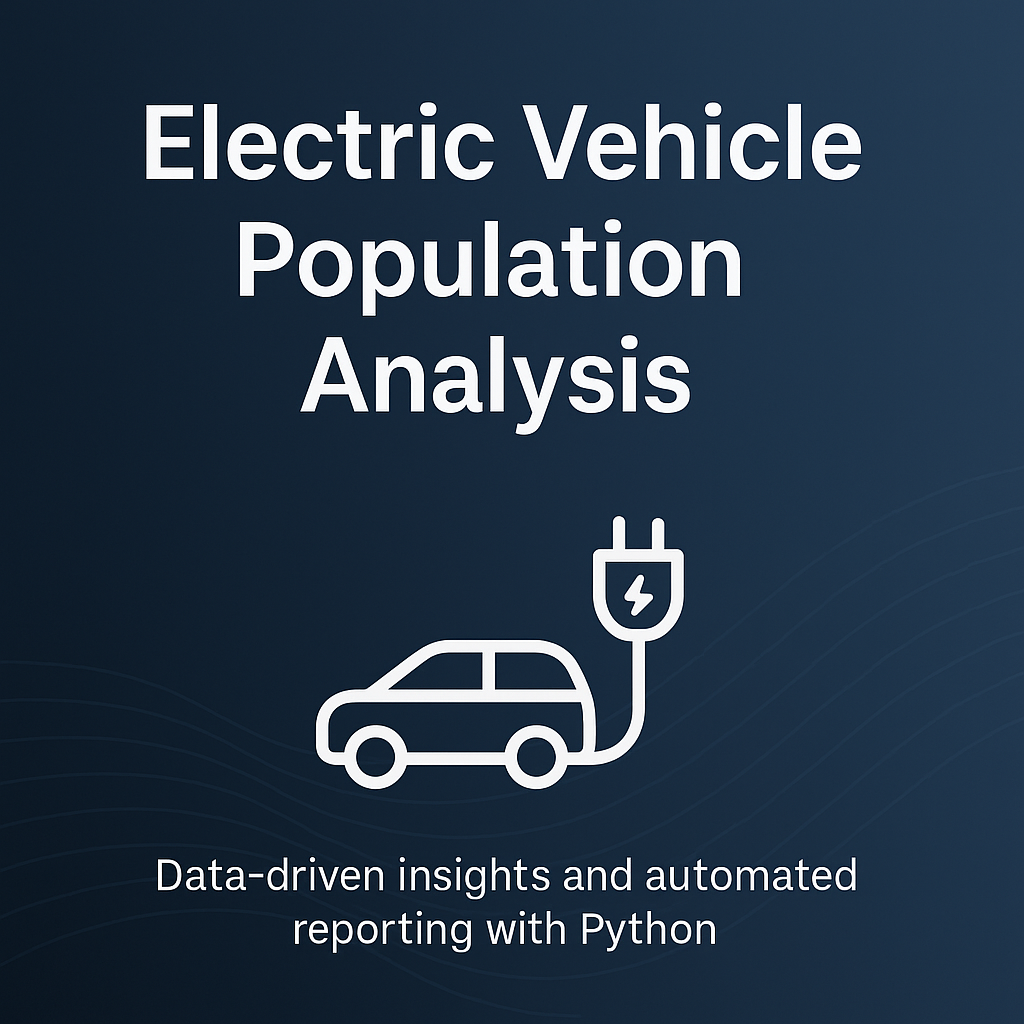 Electric Vehicle
Population
Analysis
Data-driven insights and automated
reporting with Python